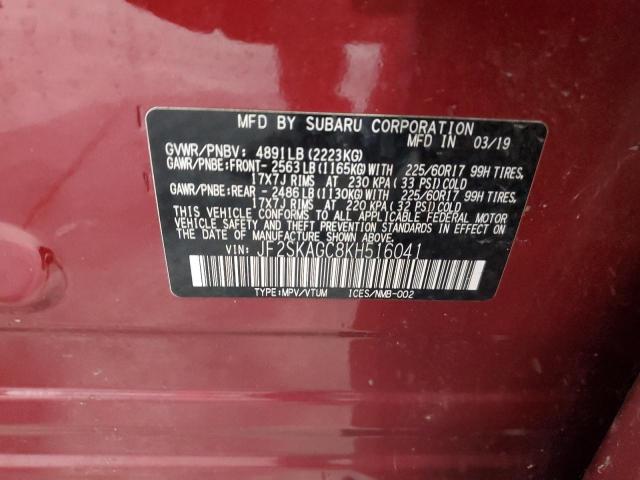 MFD BY SUBARU CORPORATION
GVWR/PNBV: 4891LB(2223KG) MFD IN 03/19
GAWR/PNBE:FRONT- 2563LB(1165KG)WITH 225/60R17 99H TIRES,
17X7J RIMS AT 230 KPA(33 PSI)COLD
GAWR/PNBE:REAR - 2486LB(1130KG)WITH 225/60R17 99H TIRES,
17X7J RIMS AT 220 KPA(32 PSI)COLD
THIS VEHICLE CONFORMS TO ALL APPLICABLE FEDERAL MOTOR
VEHICLE SAFETY AND THEFT PREVENTION STANDARDS IN EFFECT
ON THE DATE OF MANUFACTURE SHOWN ABOVE.
VIN: JF2SKAGC8KH516041
TYPE:MPV/VTUM ICES/NMB-002